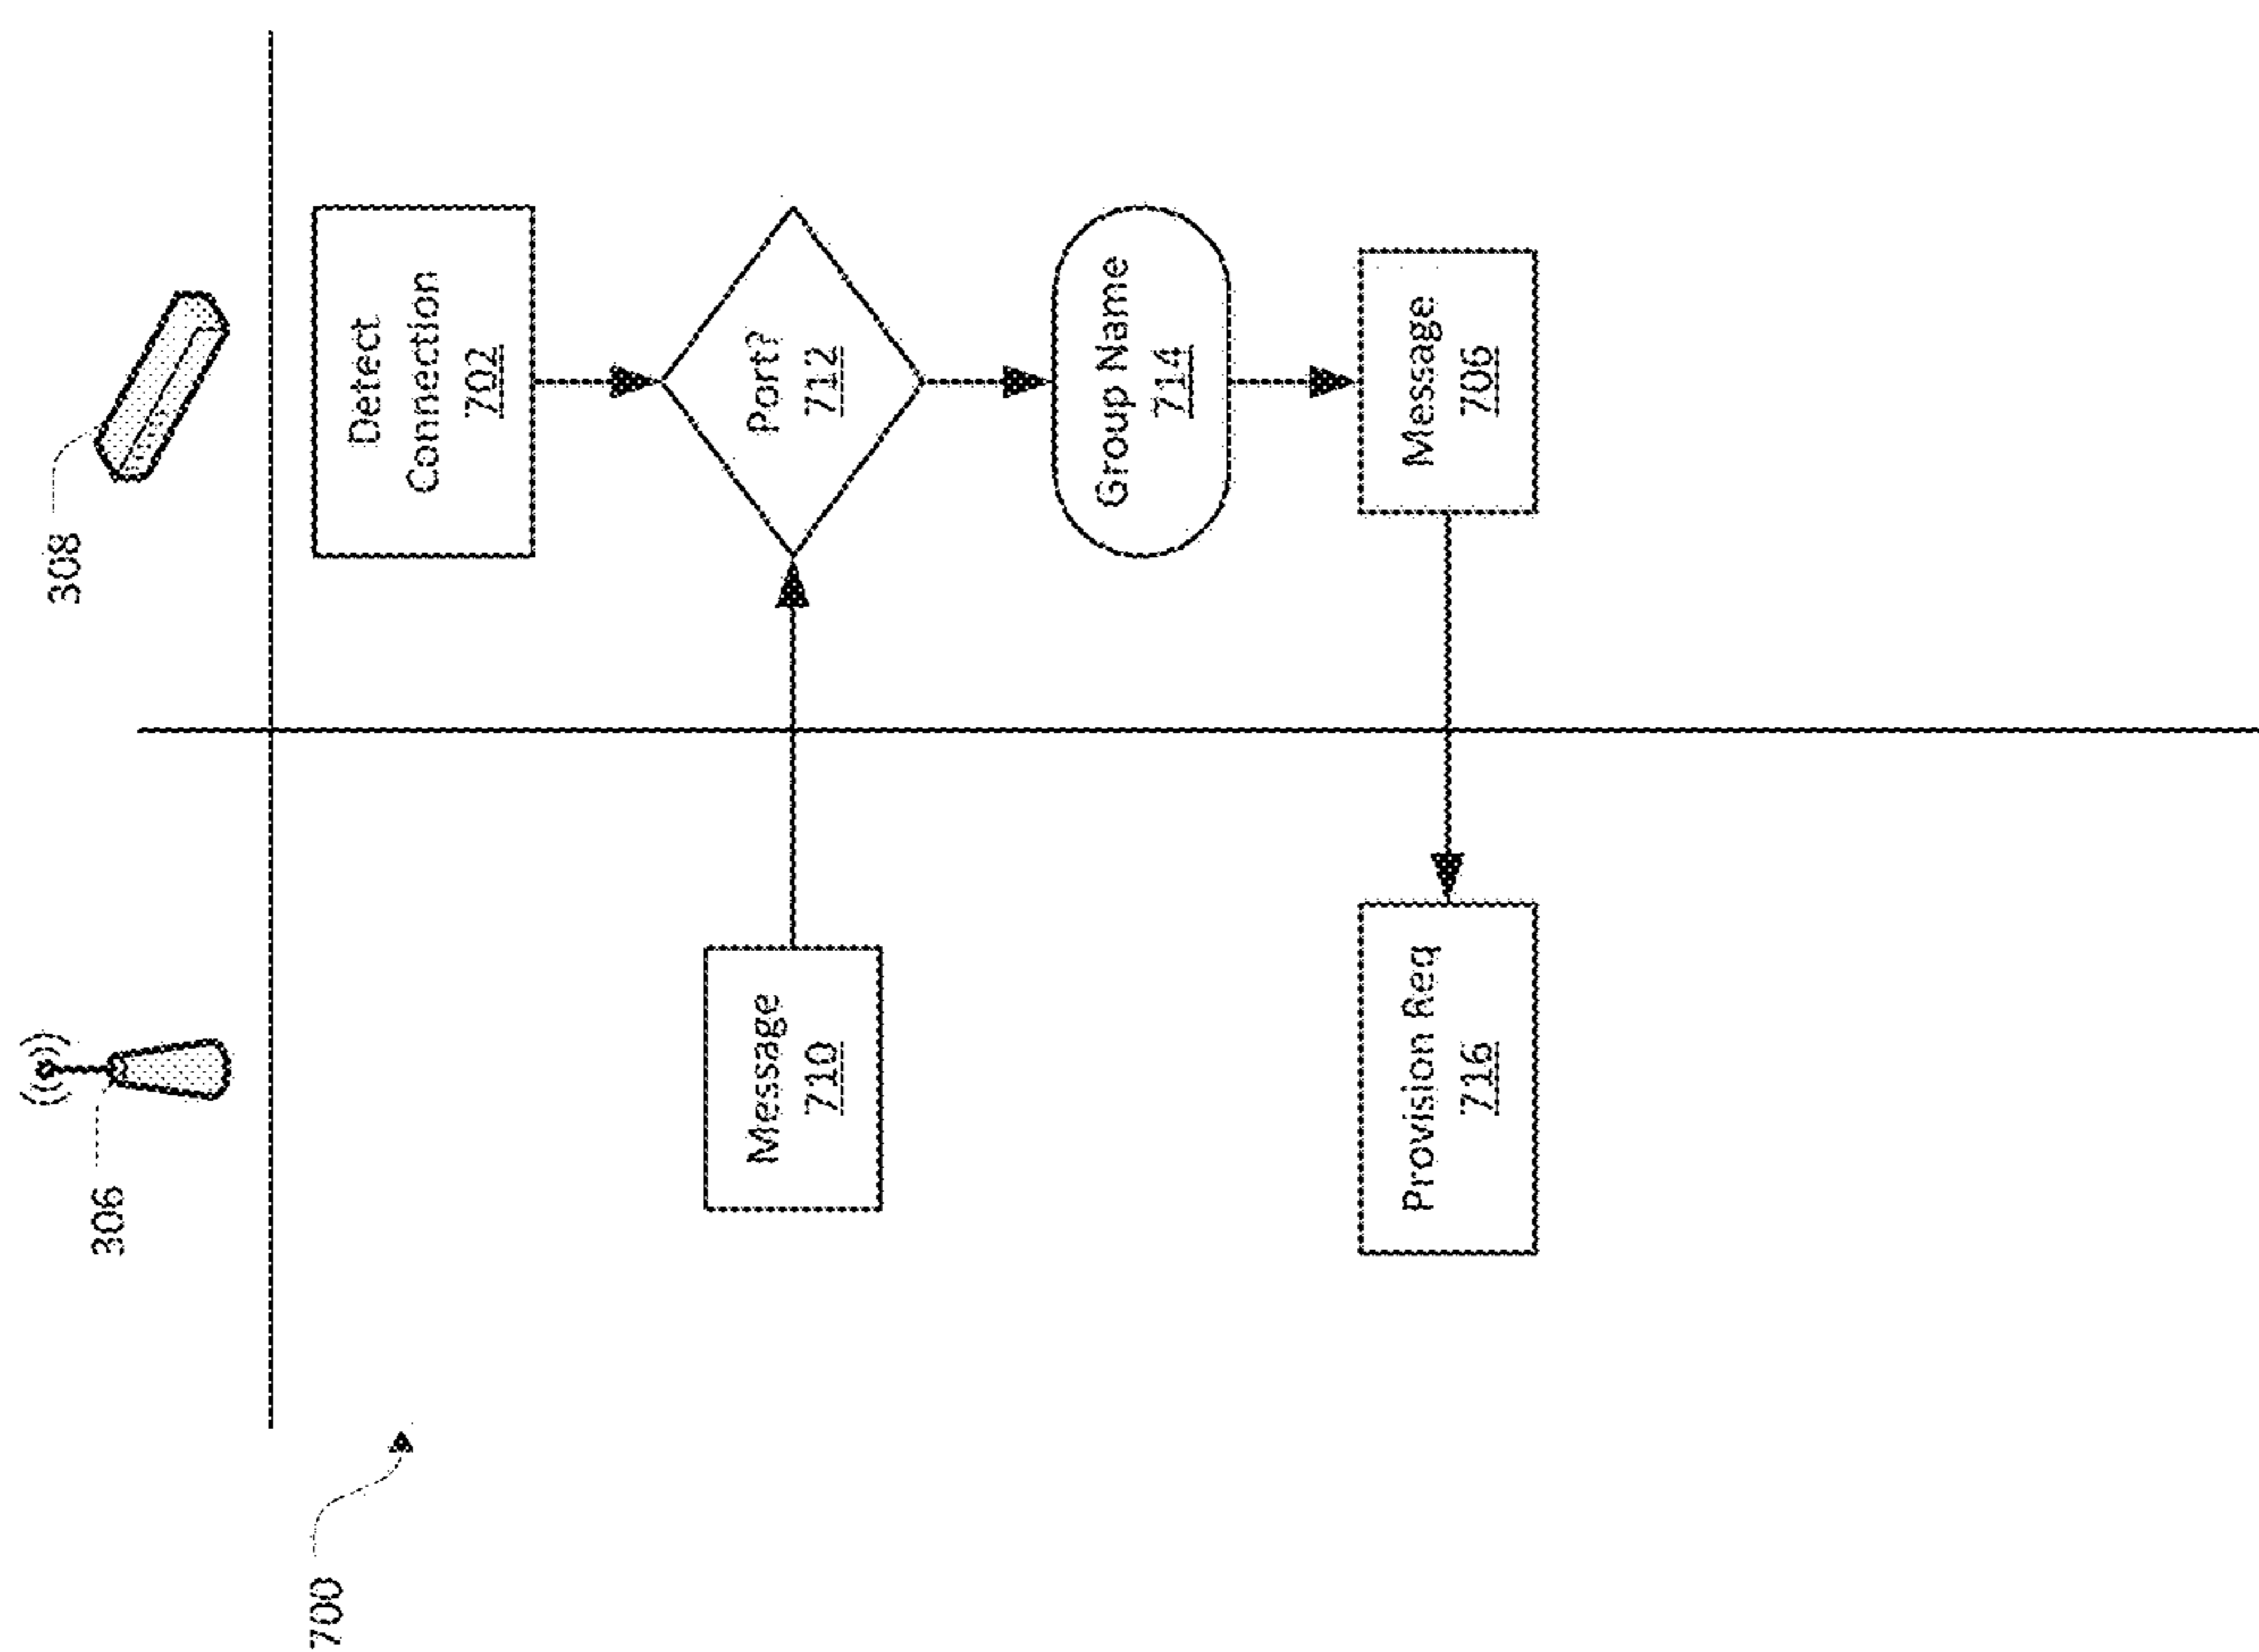 308
306
700
Detect
Connection
702
Message
710
Port?
712
Group Name
714
Provision Req
716
Message
706